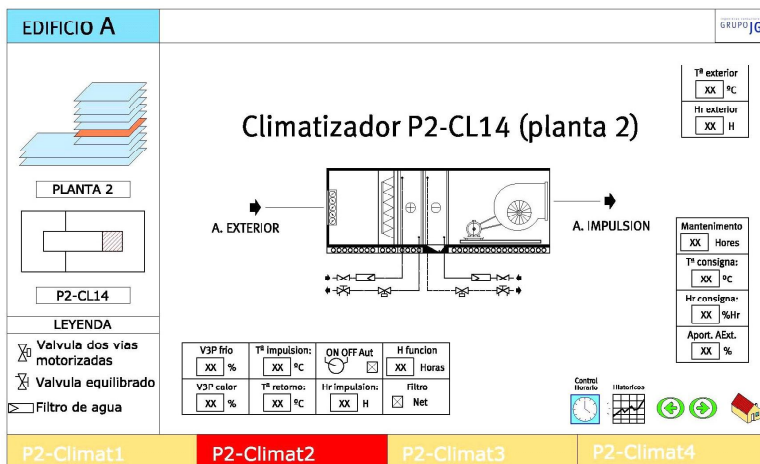 EDIFICIO A
GRUPO JG
Tª exterior
XX ºC
Hr exterior
XX H
Climatizador P2-CL14 (planta 2)
PLANTA 2
A. EXTERIOR
A. IMPULSION
P2-CL14
Mantenimento
XX Hores
Tª consigna:
XX ºC
Hr consigna:
XX %Hr
Aport. AExt.
XX %
LEYENDA
Valvula dos vias
motorizadas
Valvula equilibrado
Filtro de agua
V3P frio Tª impulsion: ON OFF Aut H funcion
XX % XX ºC XX Horas
V3P calor Tª retorno: Hr impulsion: Filtro
XX % XX ºC XX H Net
Control
Horario
Historicos
P2-Climat1 P2-Climat2 P2-Climat3 P2-Climat4